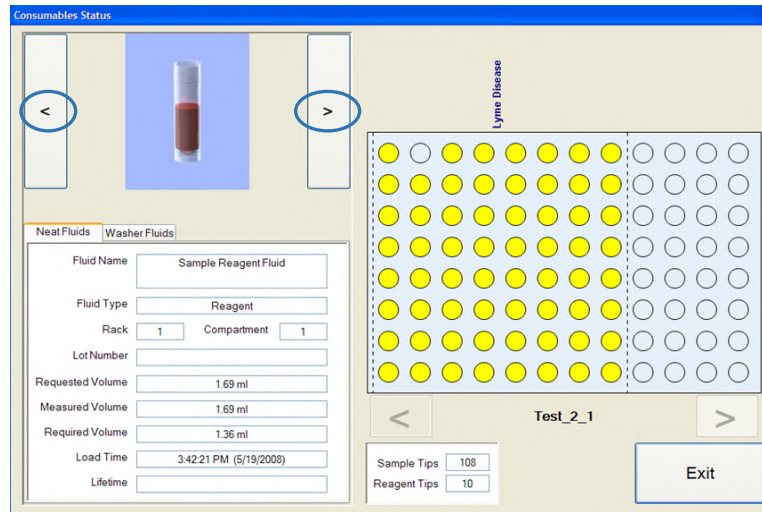 Consumables Status
<
>
Lyme Disease
Neat Fluids
Washer Fluids
Fluid Name
Sample Reagent Fluid
Fluid Type
Reagent
Rack 1 Compartment 1
Lot Number
Requested Volume 1.69 ml
Measured Volume 1.69 ml
Required Volume 1.36 ml
Load Time 3:42:21 PM (5/19/2008)
Lifetime
< Test_2_1 >
Sample Tips 108
Reagent Tips 10
Exit